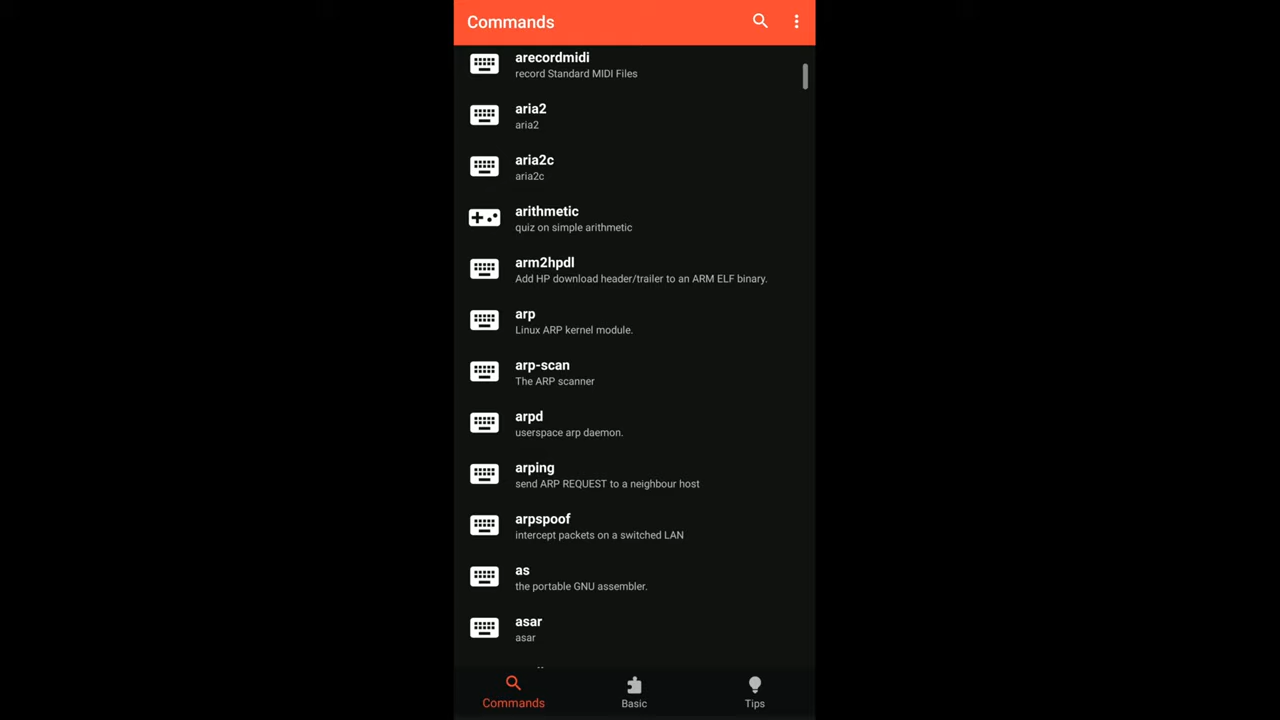 Commands
arecordmidi
record Standard MIDI Files
aria2
aria2
aria2c
aria2c
arithmetic
quiz on simple arithmetic
arm2hpdl
Add HP download header/trailer to an ARM ELF binary.
arp
Linux ARP kernel module.
arp-scan
The ARP scanner
arpd
userspace arp daemon.
arping
send ARP REQUEST to a neighbour host
arpspoof
intercept packets on a switched LAN
as
the portable GNU assembler.
asar
asar
Commands
Basic
Tips